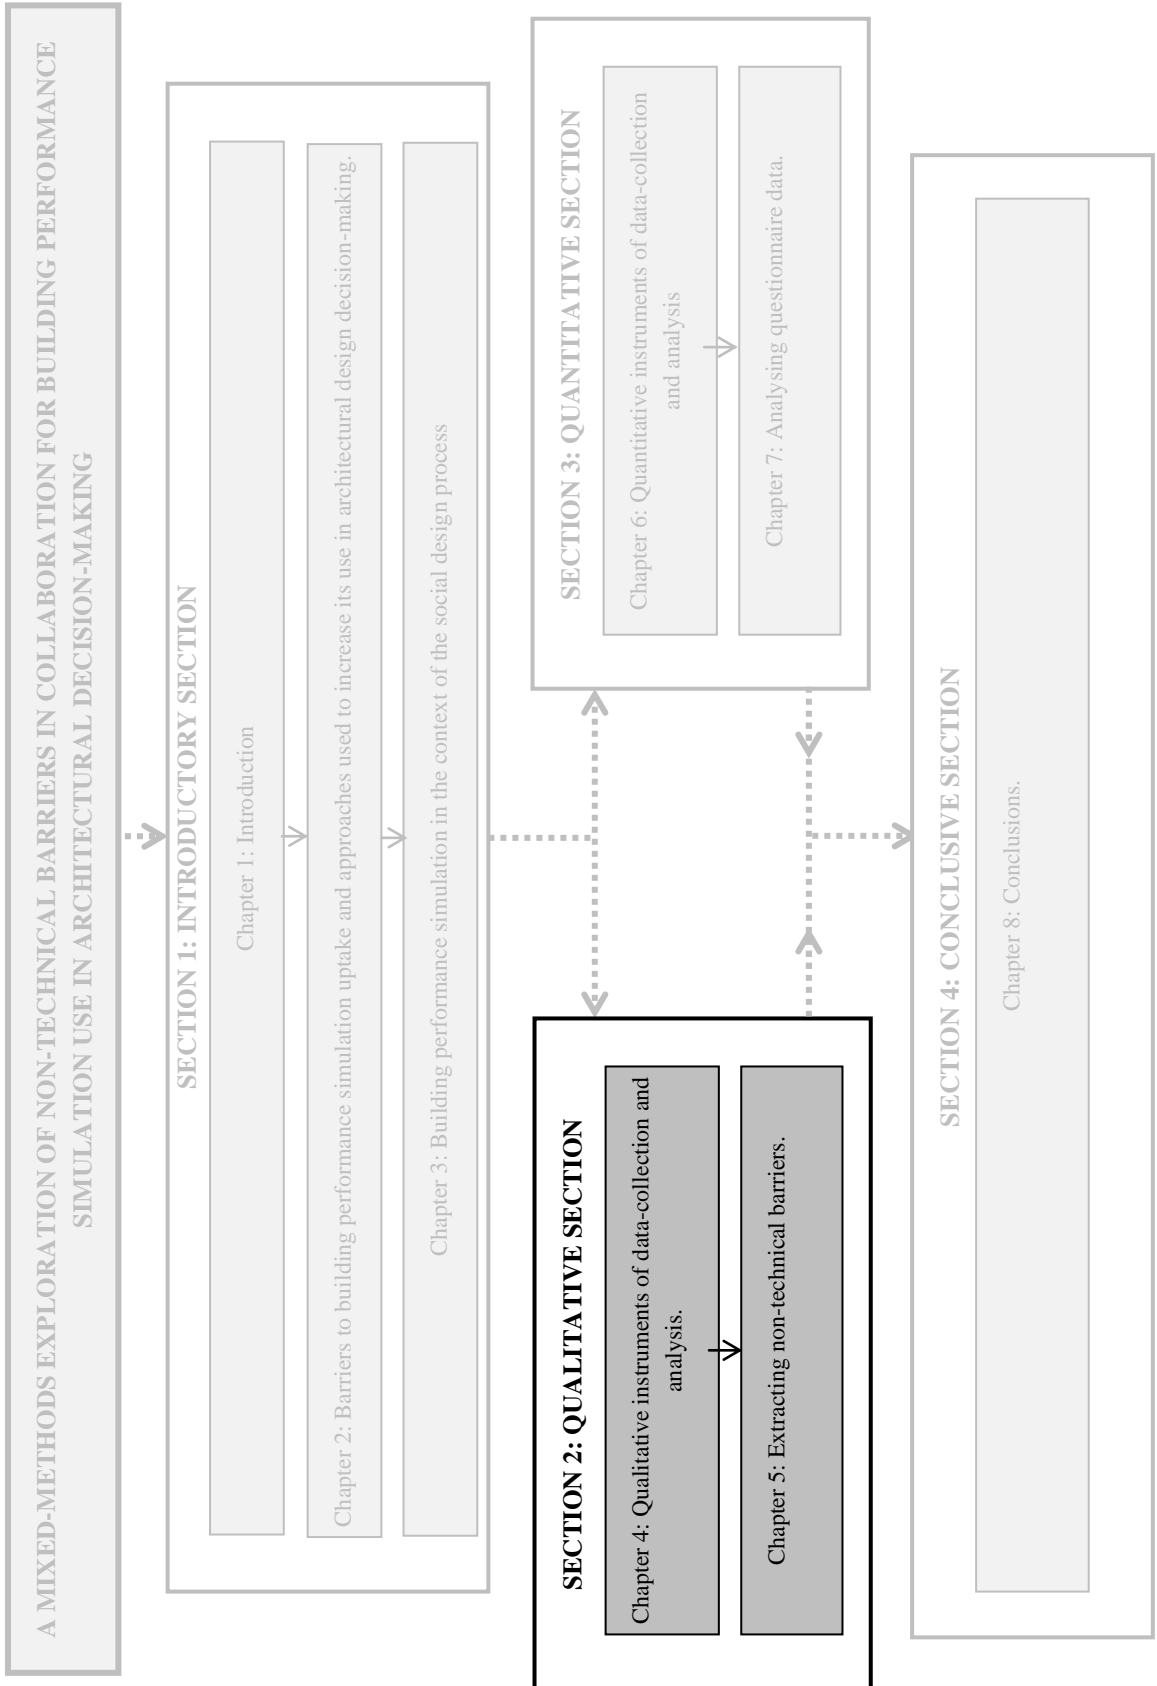 A MIXED-METHODS EXPLORATION OF NON-TECHNICAL BARRIERS IN COLLABORATION FOR BUILDING PERFORMANCE
SIMULATION USE IN ARCHITECTURAL DECISION-MAKING
SECTION 1: INTRODUCTORY SECTION
Chapter 1: Introduction
Chapter 2: Barriers to building performance simulation uptake and approaches used to increase its use in architectural design decision-making.
Chapter 3: Building performance simulation in the context of the social design process
SECTION 2: QUALITATIVE SECTION
Chapter 4: Qualitative instruments of data-collection and
analysis.
Chapter 5: Extracting non-technical barriers.
SECTION 3: QUANTITATIVE SECTION
Chapter 6: Quantitative instruments of data-collection
and analysis
Chapter 7: Analysing questionnaire data.
SECTION 4: CONCLUSIVE SECTION
Chapter 8: Conclusions.